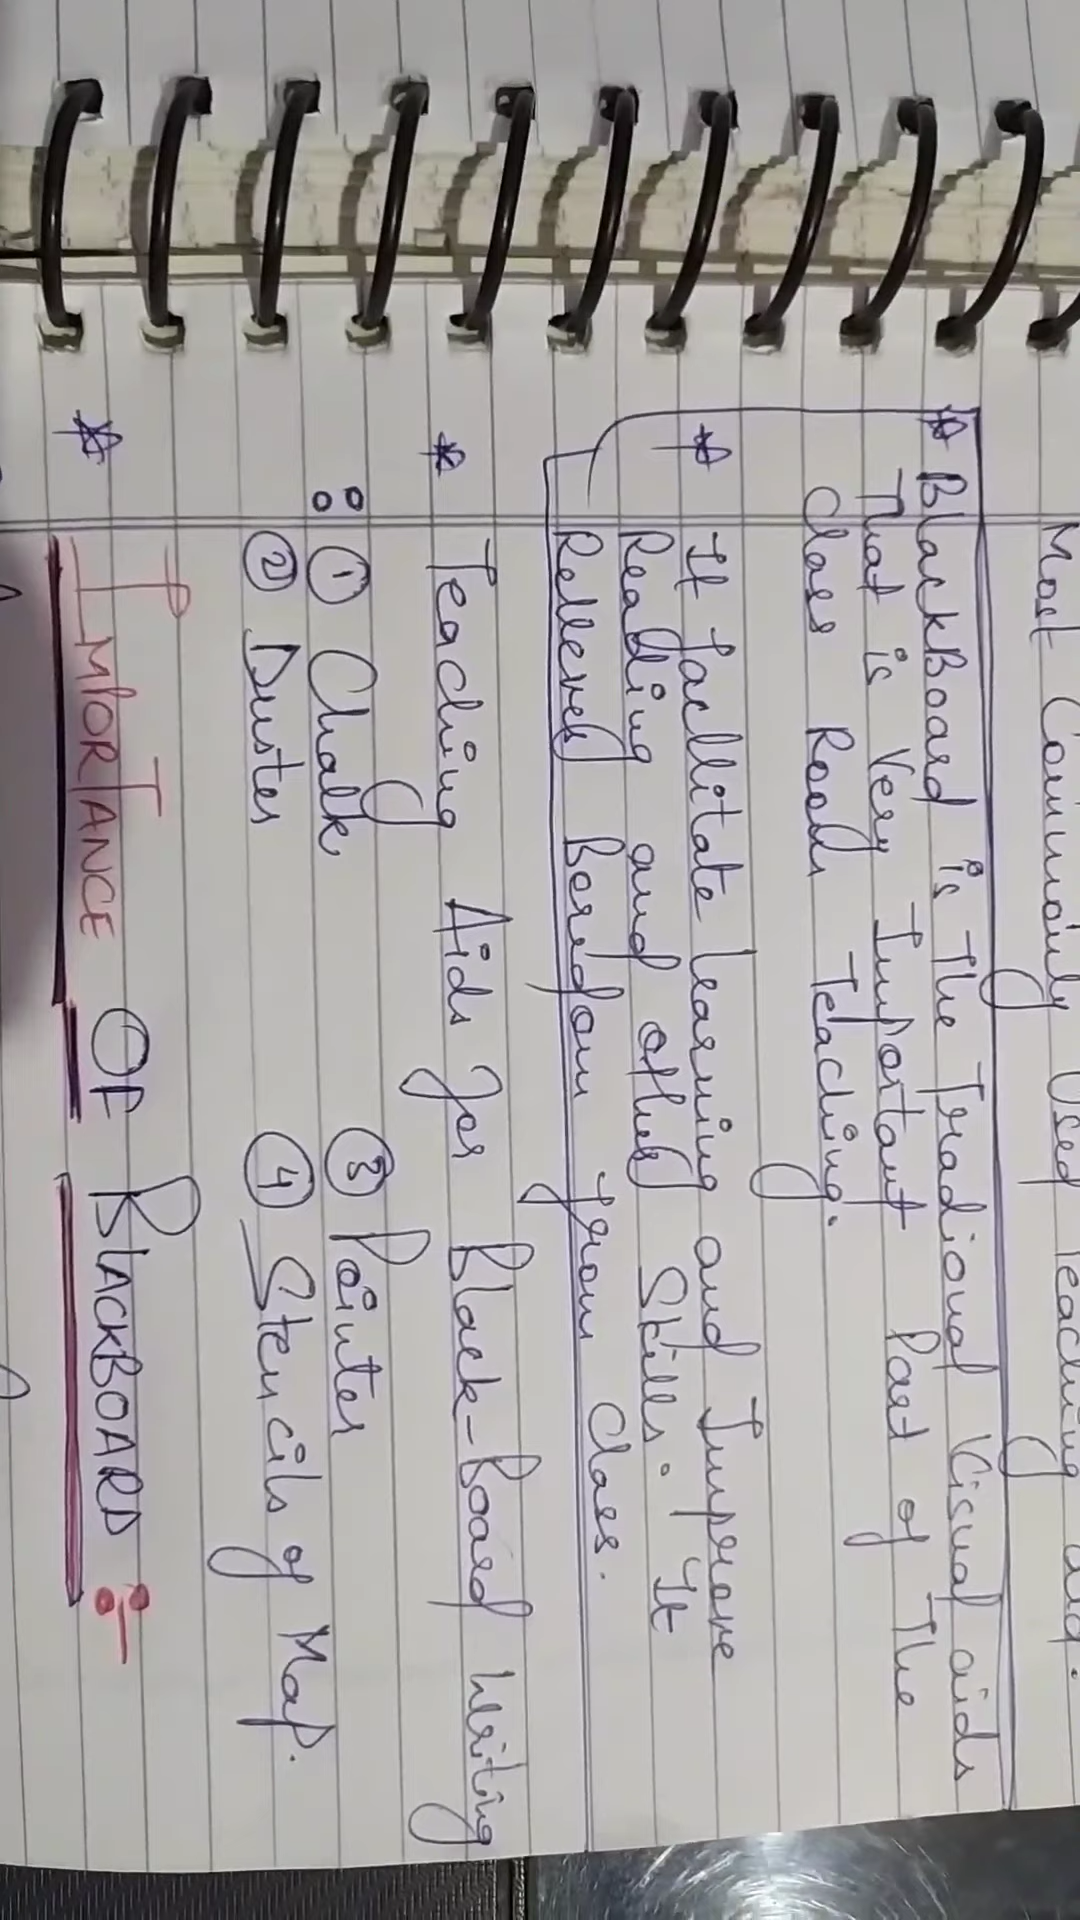 Most Commonly Used Teaching aid.
* BlackBoard is The Tradional Visual aids
That is Very Important Part of The
Class Room Teaching.
* It facilitate learning and Improve
Reading and other Skills. It
Relieves Boredom from class.
* Teaching Aids for Black-Board Writing
: ① Chalk ③ Pointer
② Duster ④ Stencils of Map.
* IMPORTANCE OF BLACKBOARD :-